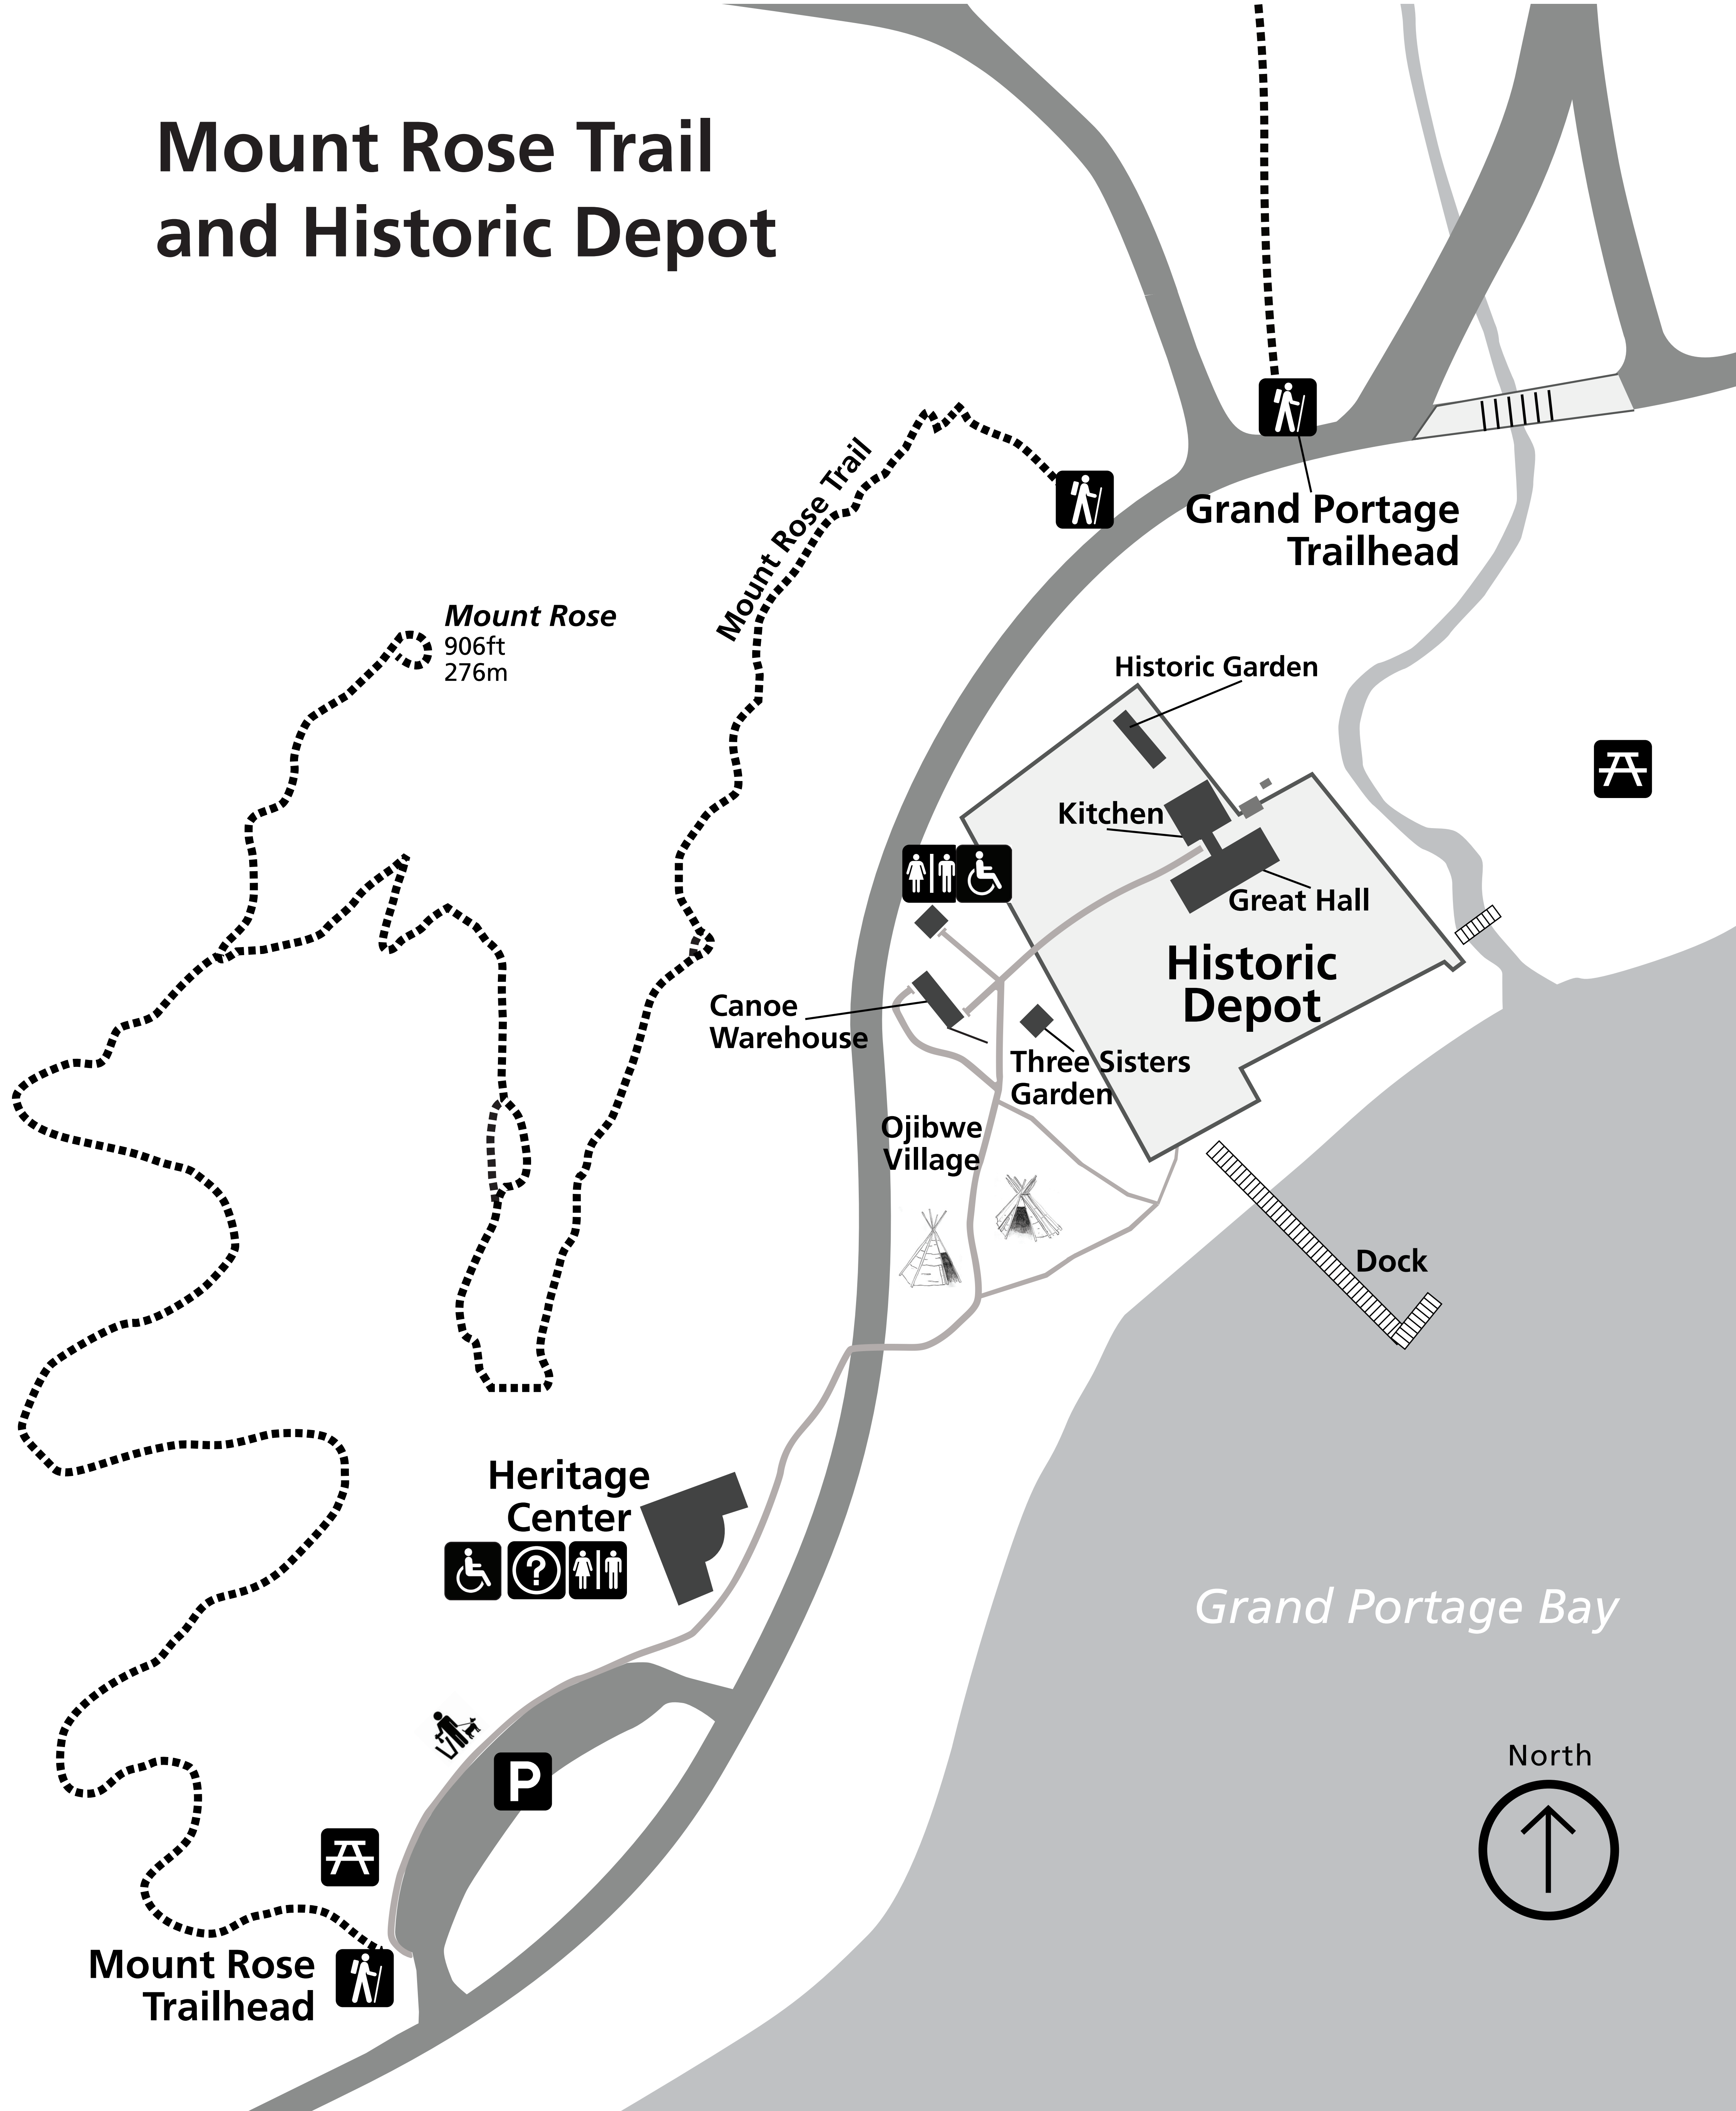 Mount Rose Trail
and Historic Depot
Mount Rose Trail
Grand Portage
Trailhead
Mount Rose
906ft
276m
Historic Garden
Kitchen
Great Hall
Historic
Depot
Canoe
Warehouse
Three Sisters
Garden
Ojibwe
Village
Dock
Heritage
Center
?
Grand Portage Bay
P
North
Mount Rose
Trailhead